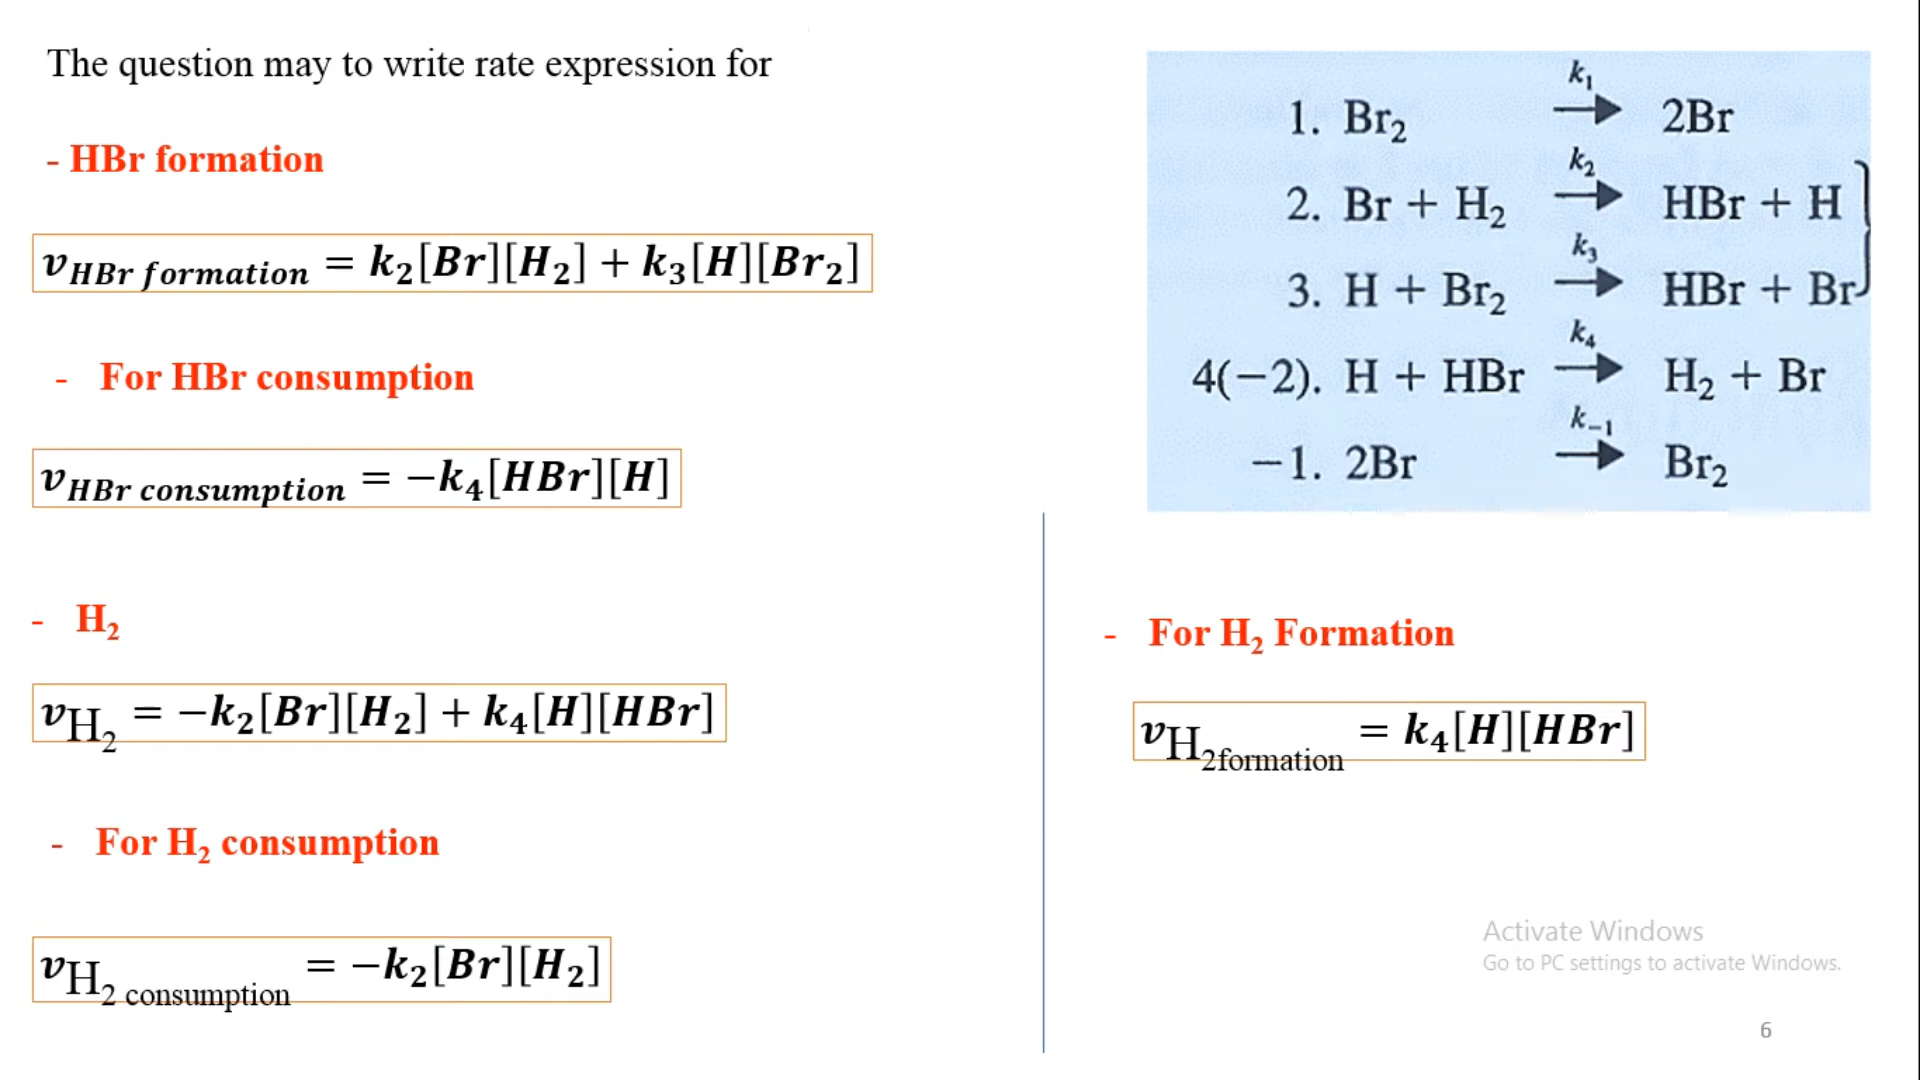 The question may to write rate expression for
- HBr formation
v_HBr formation = k₂[Br][H₂] + k₃[H][Br₂]
- For HBr consumption
v_HBr consumption = −k₄[HBr][H]
- H₂
v_H₂ = −k₂[Br][H₂] + k₄[H][HBr]
- For H₂ consumption
v_H₂ consumption = −k₂[Br][H₂]
k₁
1. Br₂ → 2Br
k₂
2. Br + H₂ → HBr + H
k₃
3. H + Br₂ → HBr + Br
k₄
4(−2). H + HBr → H₂ + Br
k₋₁
−1. 2Br → Br₂
- For H₂ Formation
v_H₂formation = k₄[H][HBr]
Activate Windows
Go to PC settings to activate Windows.
6